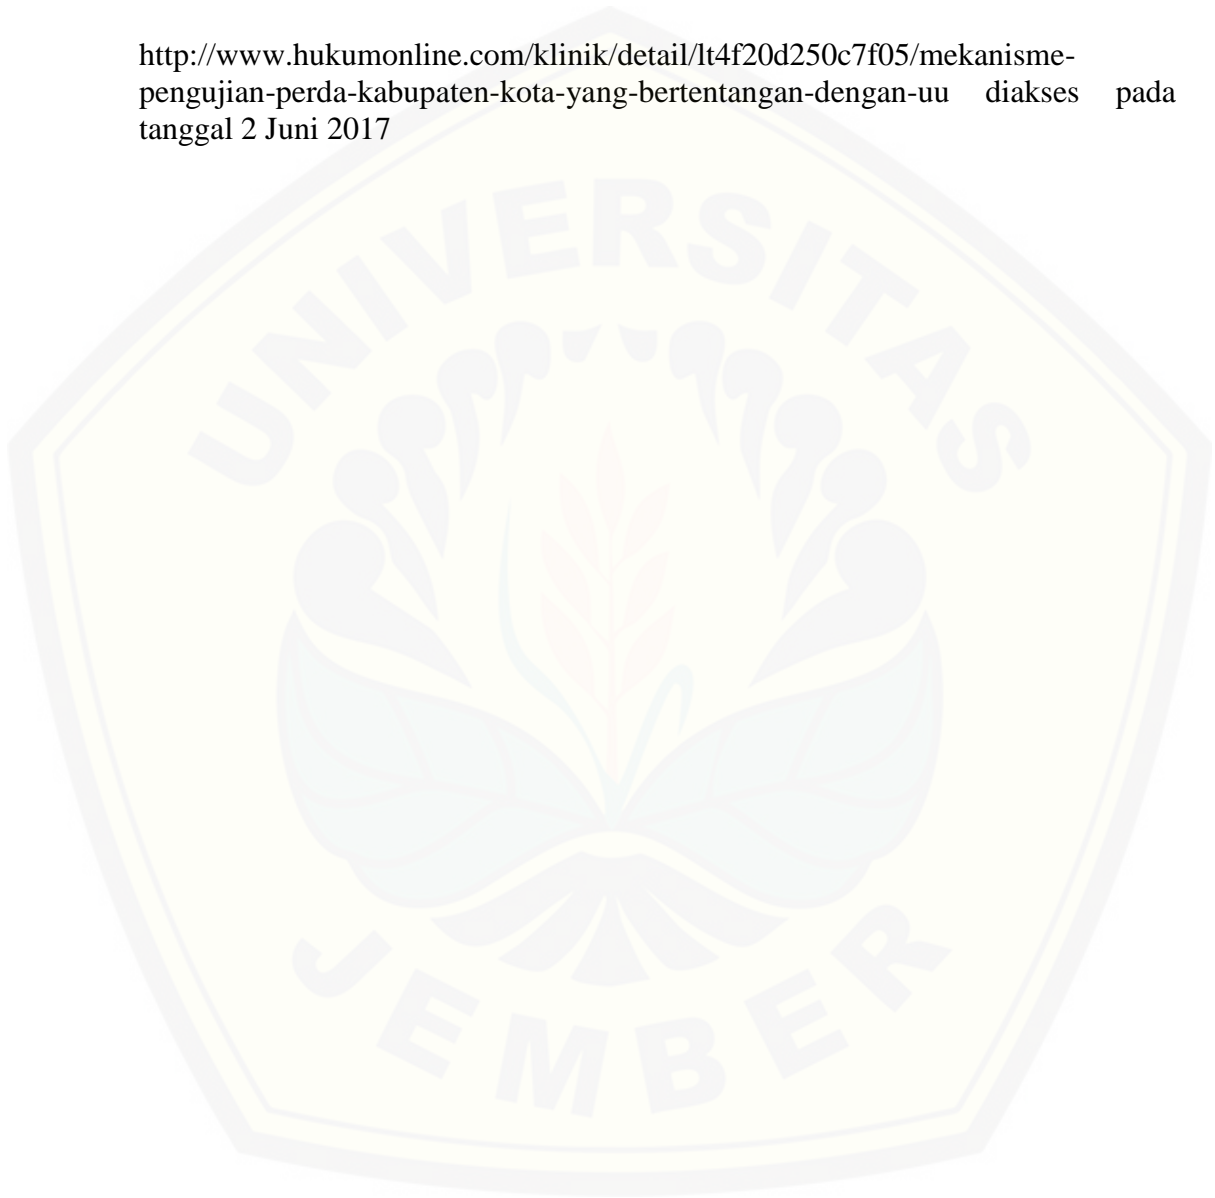 http://www.hukumonline.com/klinik/detail/lt4f20d250c7f05/mekanisme-
pengujian-perda-kabupaten-kota-yang-bertentangan-dengan-uu diakses pada
tanggal 2 Juni 2017
UNIVERSITAS
JEMBER